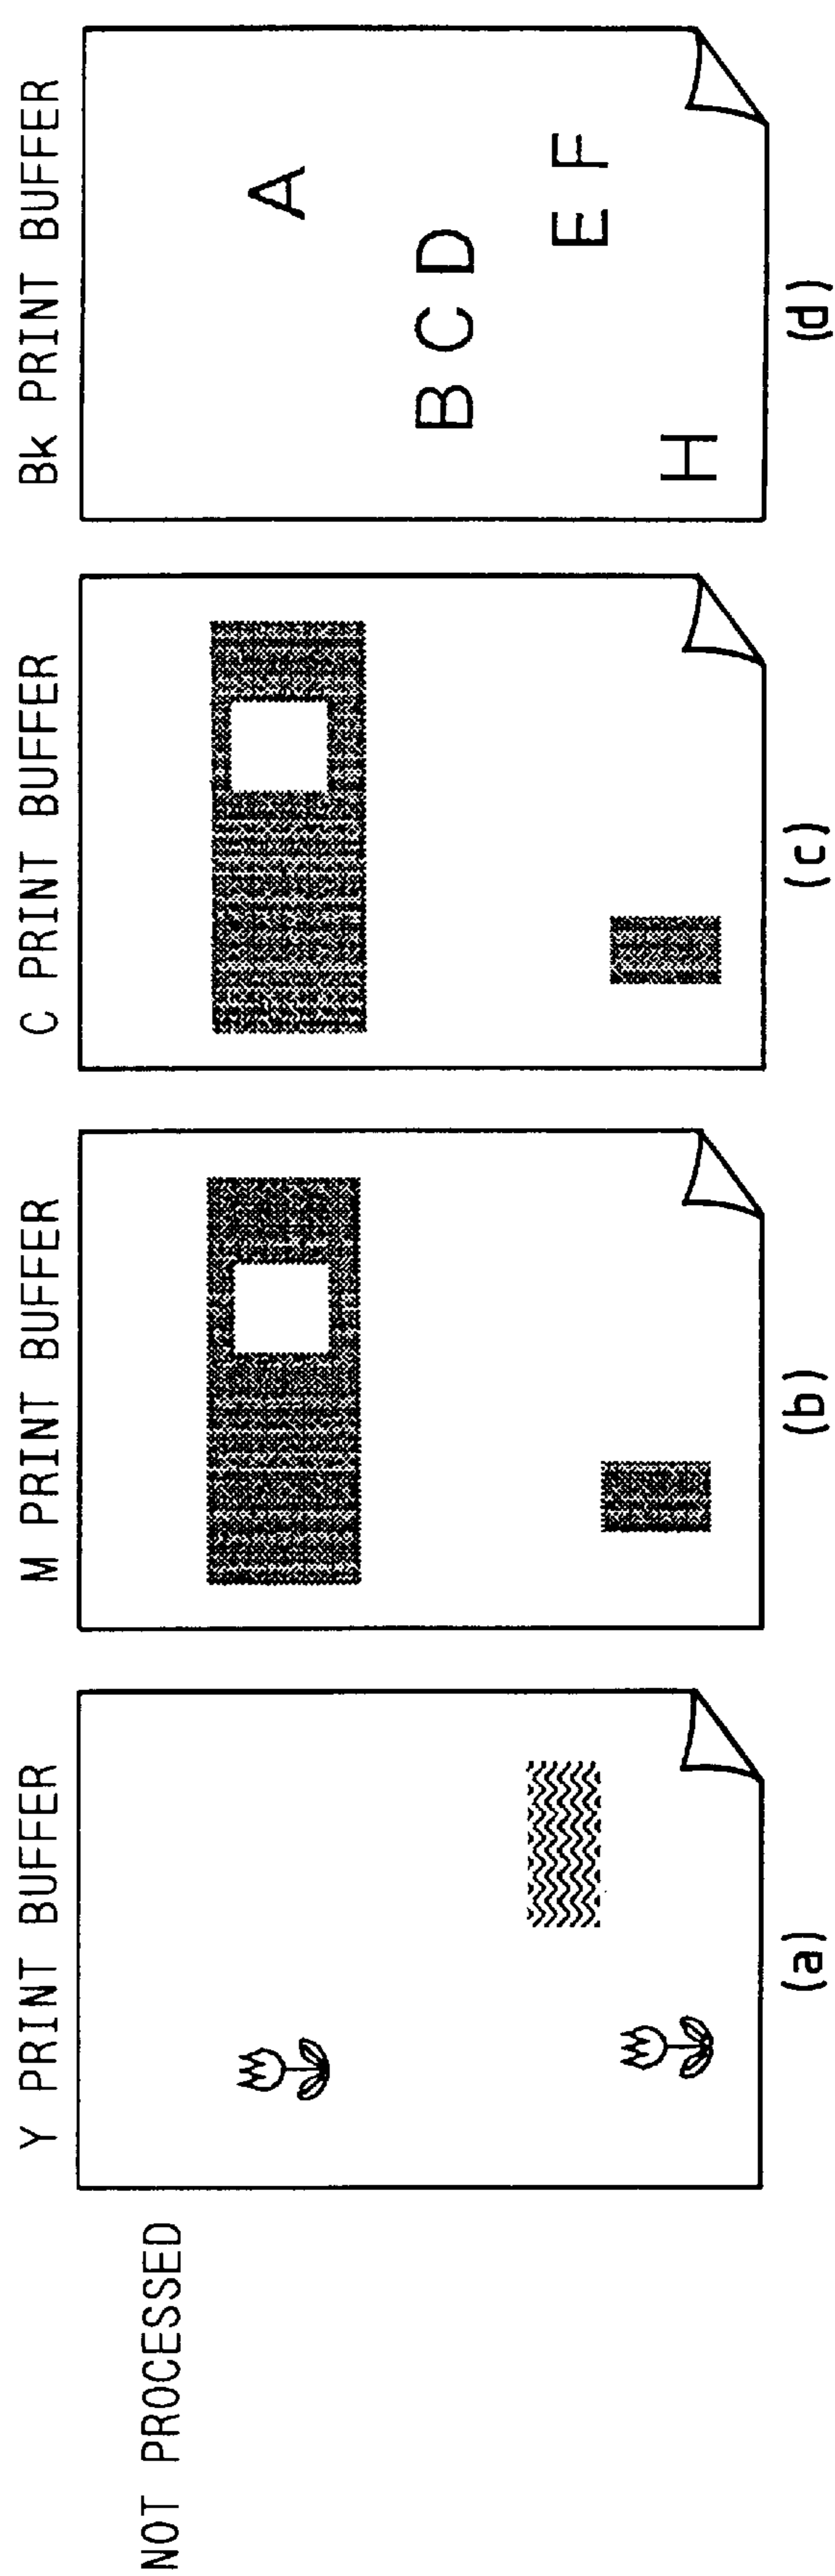 NOT PROCESSED
Y PRINT BUFFER
(a)
M PRINT BUFFER
(b)
C PRINT BUFFER
(c)
Bk PRINT BUFFER
A
B C D
E F
H
(d)